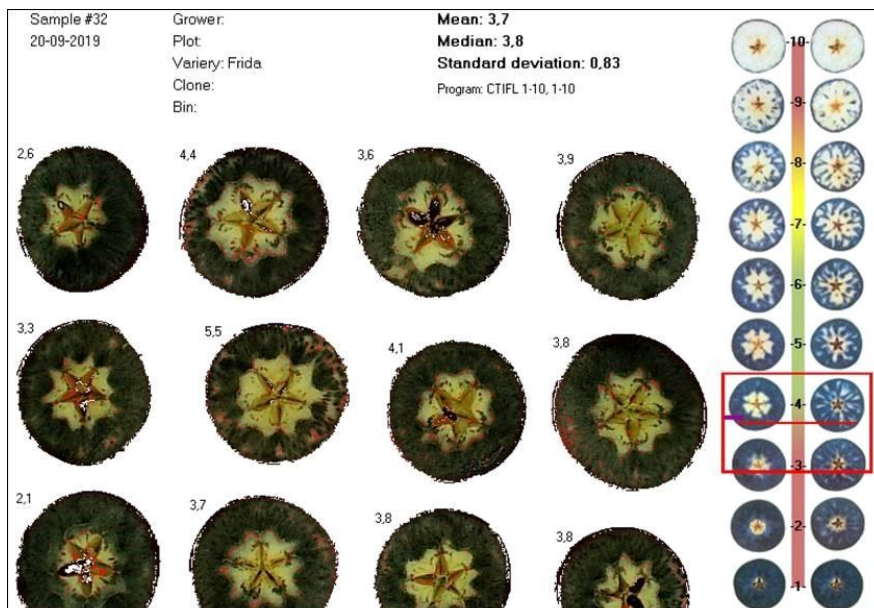 Sample #32
20-09-2019
Grower:
Plot:
Variery: Frida
Clone:
Bin:
Mean: 3,7
Median: 3,8
Standard deviation: 0,83
Program: CTIFL 1-10, 1-10
2,6
4,4
3,6
3,9
3,3
5,5
4,1
3,8
2,1
3,7
3,8
3,8
-10-
-9-
-8-
-7-
-6-
-5-
-4-
-3-
-2-
-1-